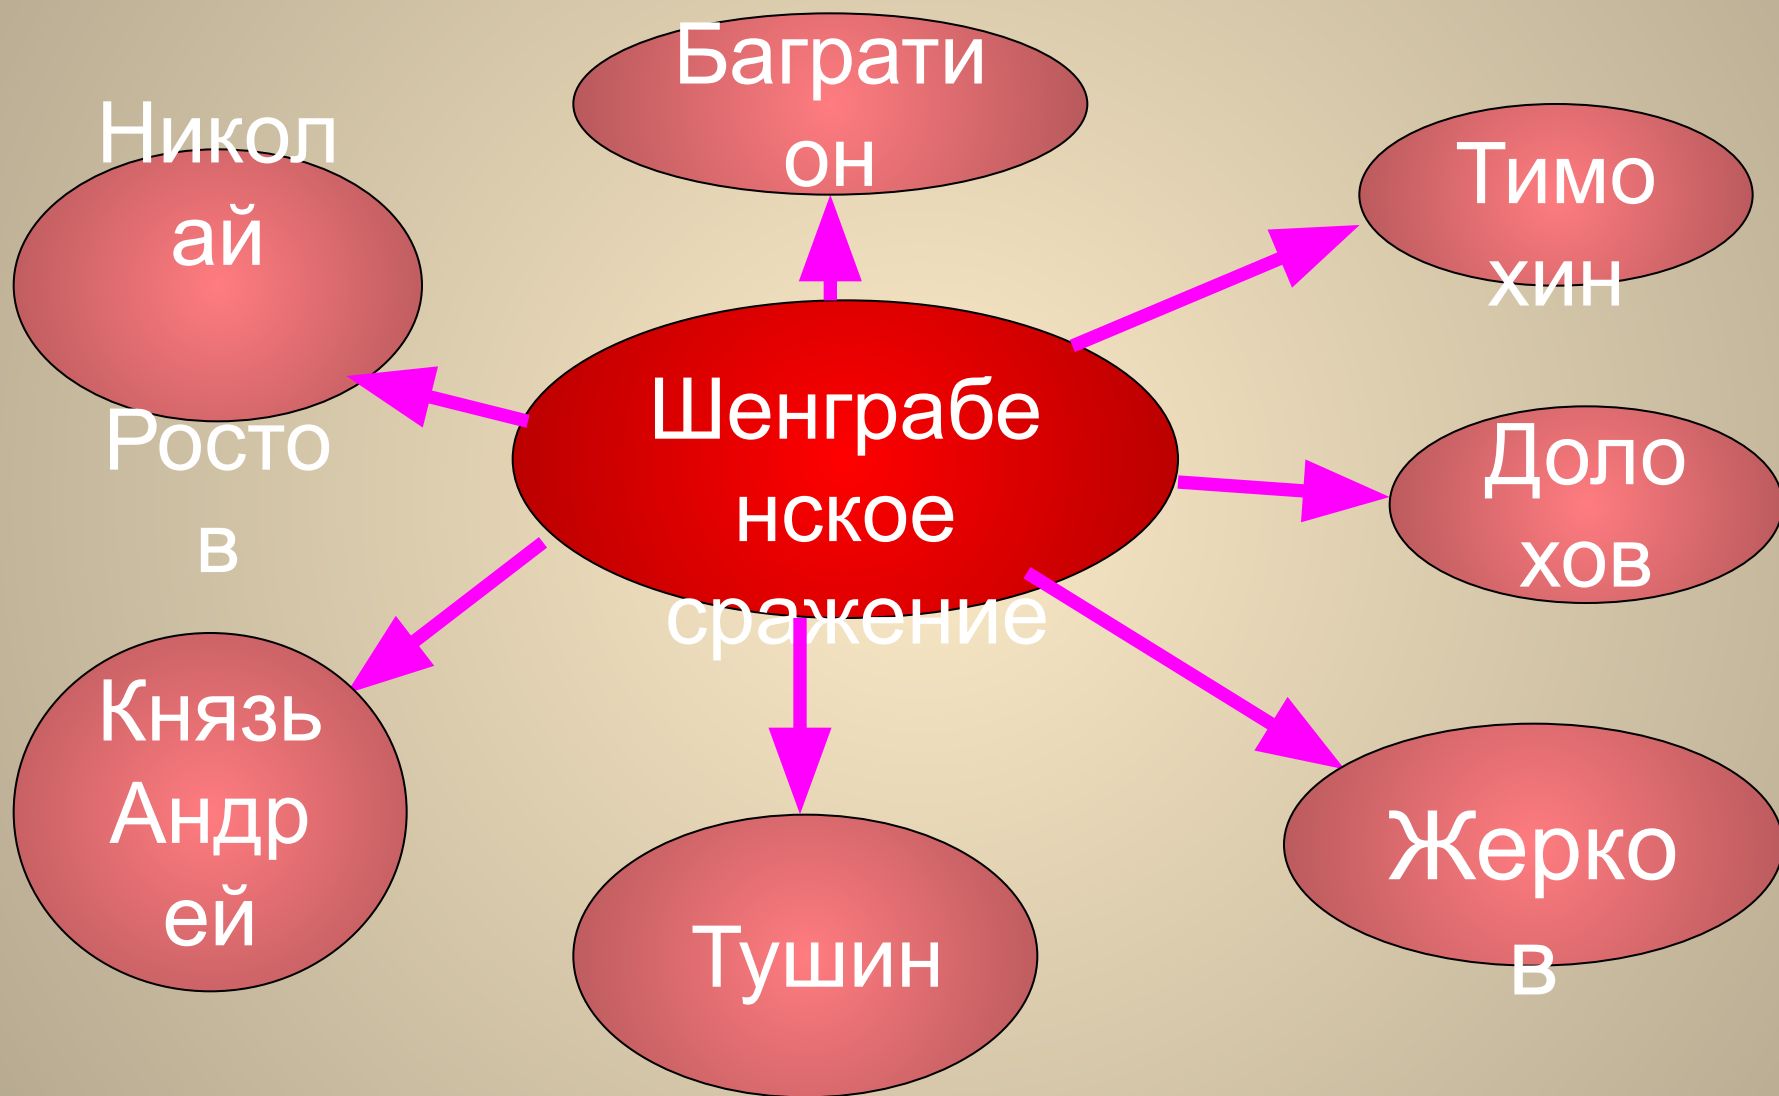 Баграти
он
Никол
ай
Росто
в
Тимо
хин
Шенграбе
нское
сражение
Доло
хов
Князь
Андр
ей
Тушин
Жерко
в